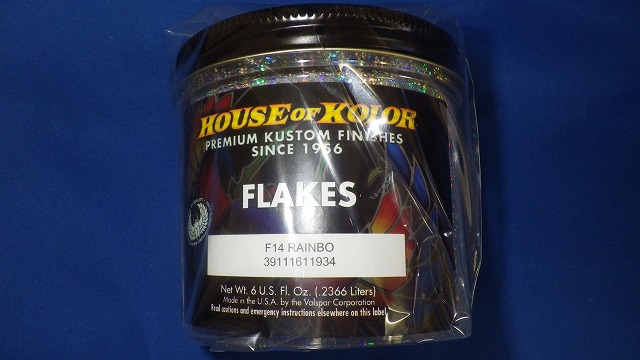 HOUSE OF KOLOR
PREMIUM KUSTOM FINISHES
SINCE 1956
FLAKES
F14 RAINBO
39111611934
Net Wt. 6 U.S. Fl. Oz. (.2366 Liters)
Made in the U.S.A. by the Valspar Corporation
Read cautions and emergency instructions elsewhere on this label.